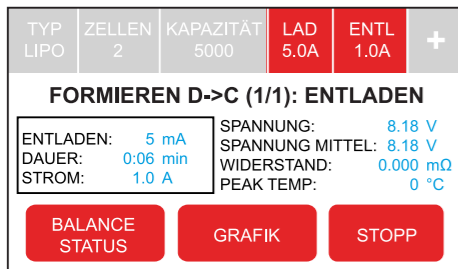 TYP ZELLEN KAPAZITÄT LAD ENTL +
LIPO 2 5000 5.0A 1.0A
FORMIEREN D->C (1/1): ENTLADEN
ENTLADEN: 5 mA
DAUER: 0:06 min
STROM: 1.0 A
SPANNUNG: 8.18 V
SPANNUNG MITTEL: 8.18 V
WIDERSTAND: 0.000 mΩ
PEAK TEMP: 0 °C
BALANCE
STATUS
GRAFIK
STOPP